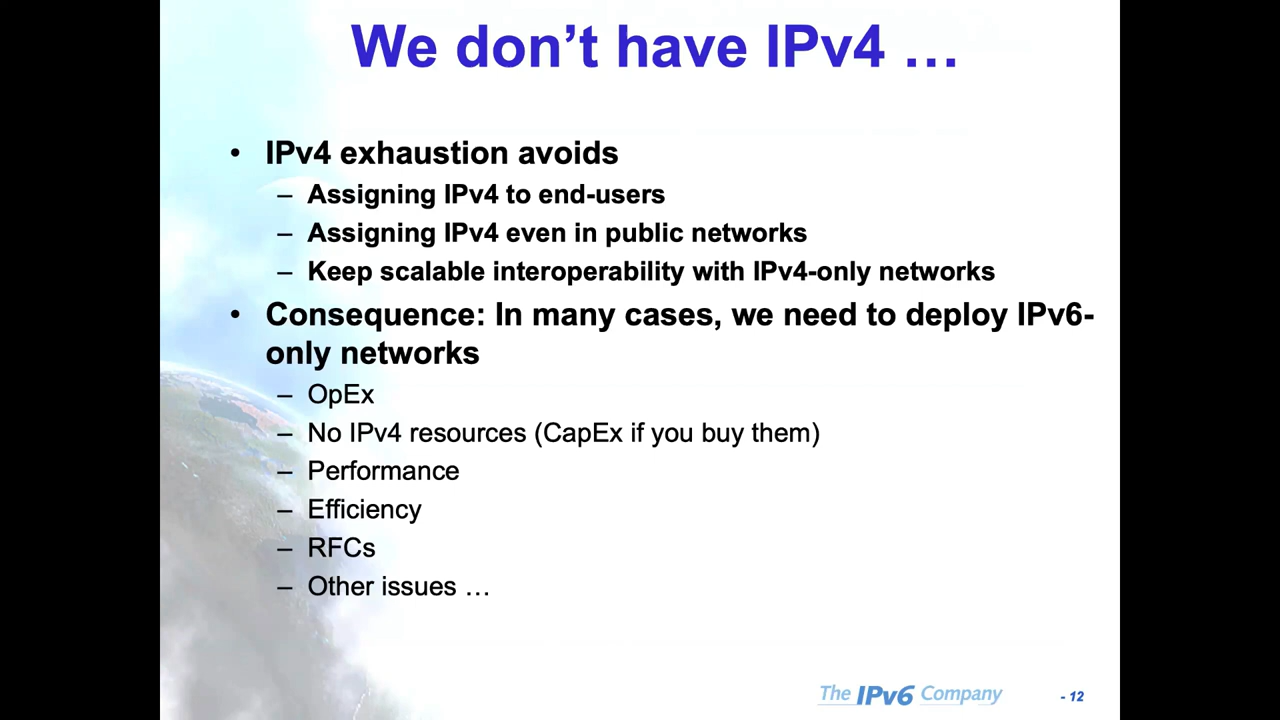 We don’t have IPv4 …
• IPv4 exhaustion avoids
– Assigning IPv4 to end-users
– Assigning IPv4 even in public networks
– Keep scalable interoperability with IPv4-only networks
• Consequence: In many cases, we need to deploy IPv6-
only networks
– OpEx
– No IPv4 resources (CapEx if you buy them)
– Performance
– Efficiency
– RFCs
– Other issues …
The IPv6 Company
- 12